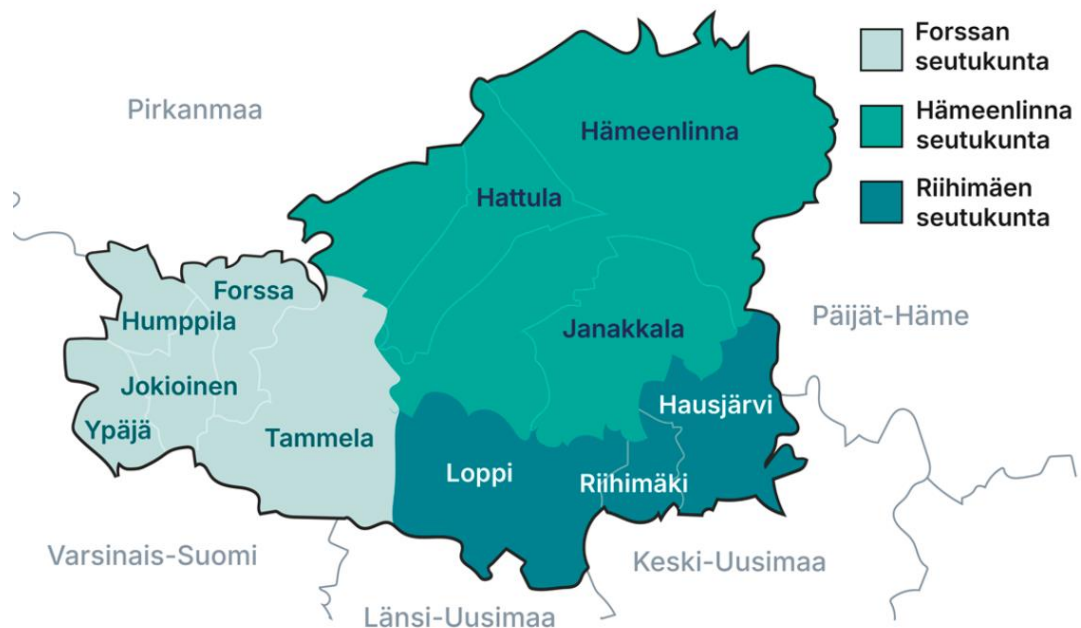 Forssan
seutukunta
Hämeenlinna
seutukunta
Riihimäen
seutukunta
Pirkanmaa
Hämeenlinna
Hattula
Forssa
Humppila
Janakkala
Päijät-Häme
Jokioinen
Hausjärvi
Ypäjä
Tammela
Loppi
Riihimäki
Varsinais-Suomi
Keski-Uusimaa
Länsi-Uusimaa